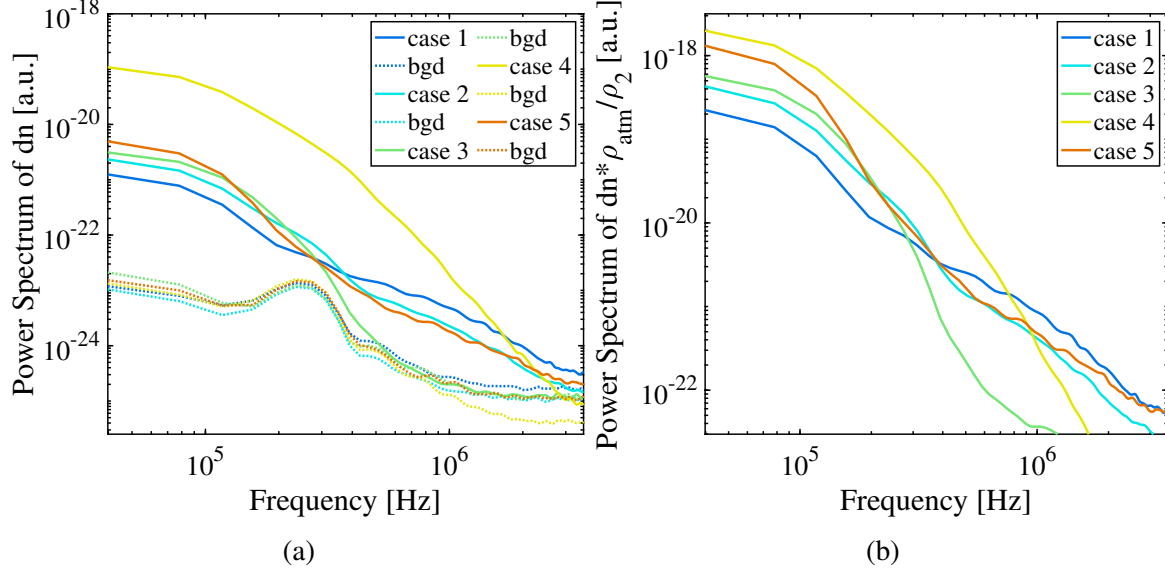 Power Spectrum of dn [a.u.]
10^-18
10^-20
10^-22
10^-24
10^5
10^6
Frequency [Hz]
case 1
bgd
case 2
bgd
case 3
bgd
case 4
bgd
case 5
bgd
(a)
Power Spectrum of dn*ρ_atm/ρ_2 [a.u.]
10^-18
10^-20
10^-22
10^5
10^6
Frequency [Hz]
case 1
case 2
case 3
case 4
case 5
(b)